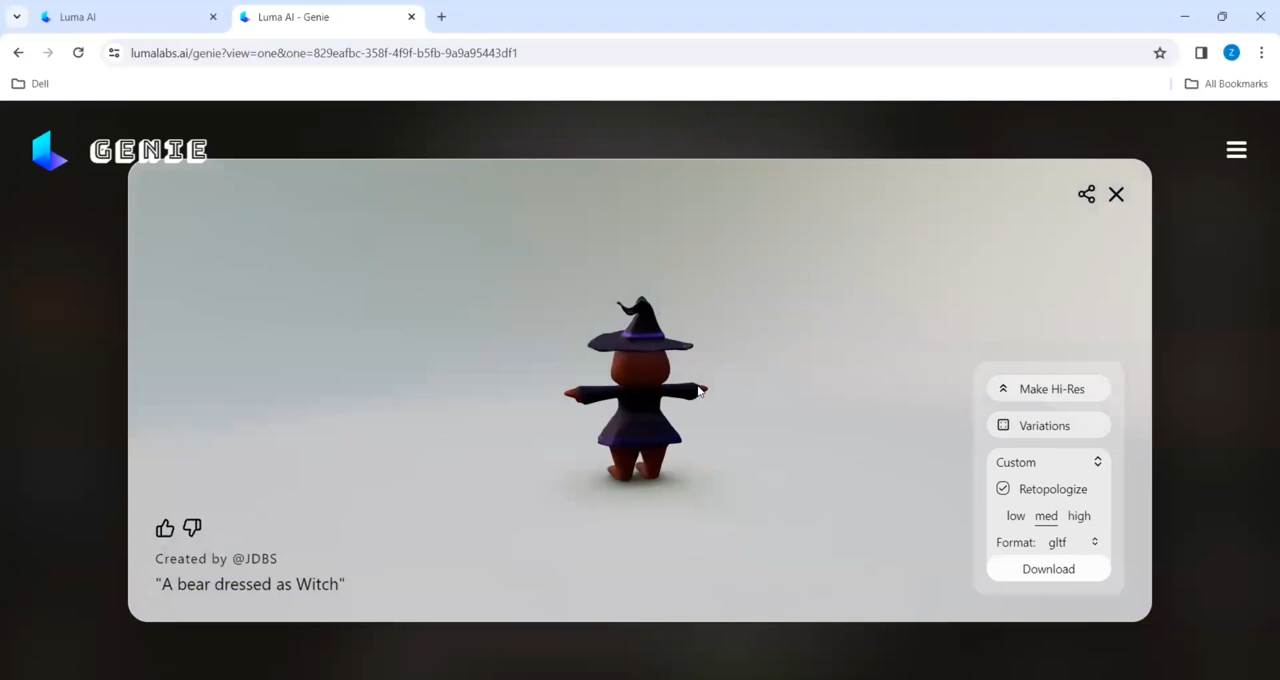 Luma AI
Luma AI - Genie
lumalabs.ai/genie?view=one&one=829eafbc-358f-4f9f-b5fb-9a9a95443df1
Z
Dell
All Bookmarks
GENIE
Make Hi-Res
Variations
Custom
Retopologize
low med high
Format: gltf
Download
Created by @JDBS
"A bear dressed as Witch"